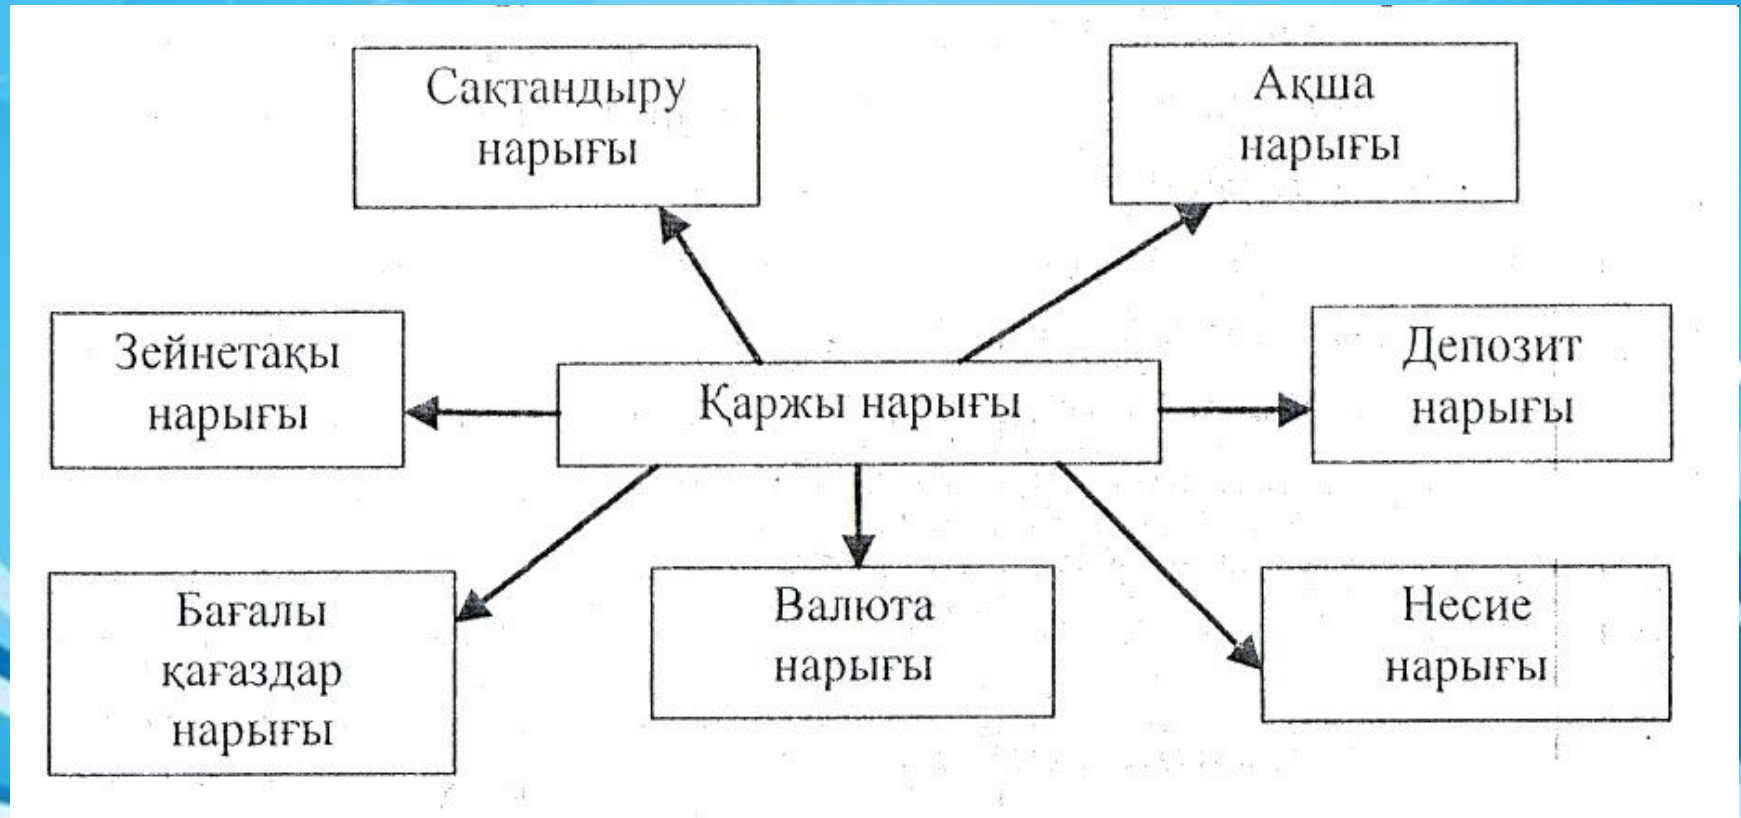 Сақтандыру
нарығы
Ақша
нарығы
Зейнетақы
нарығы
Қаржы нарығы
Депозит
нарығы
Бағалы
қағаздар
нарығы
Валюта
нарығы
Несие
нарығы